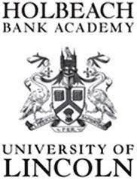 HOLBEACH
BANK ACADEMY
UNIVERSITY OF
LINCOLN